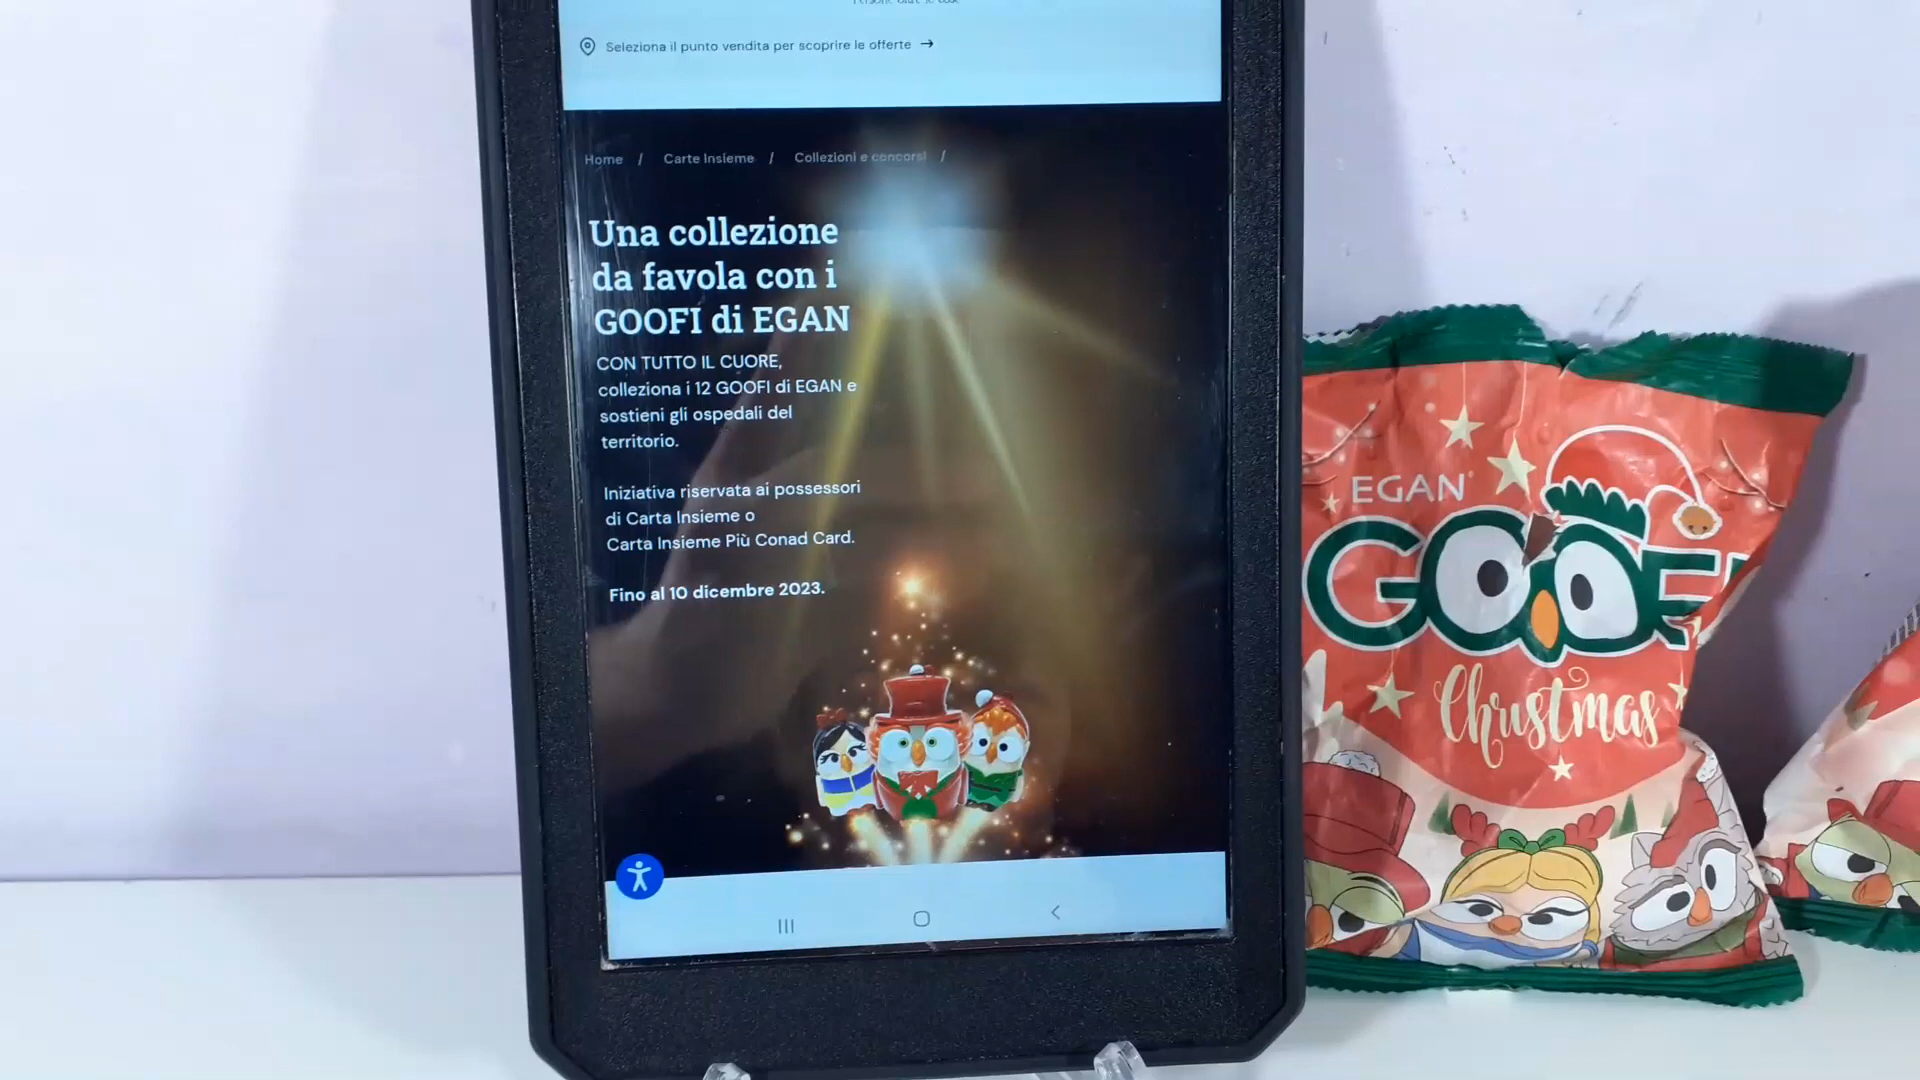 Seleziona il punto vendita per scoprire le offerte →
Home / Carte Insieme / Collezioni e concorsi /
Una collezione
da favola con i
GOOFI di EGAN
CON TUTTO IL CUORE,
colleziona i 12 GOOFI di EGAN e
sostieni gli ospedali del
territorio.
Iniziativa riservata ai possessori
di Carta Insieme o
Carta Insieme Più Conad Card.
Fino al 10 dicembre 2023.
EGAN®
GOOFI
Christmas